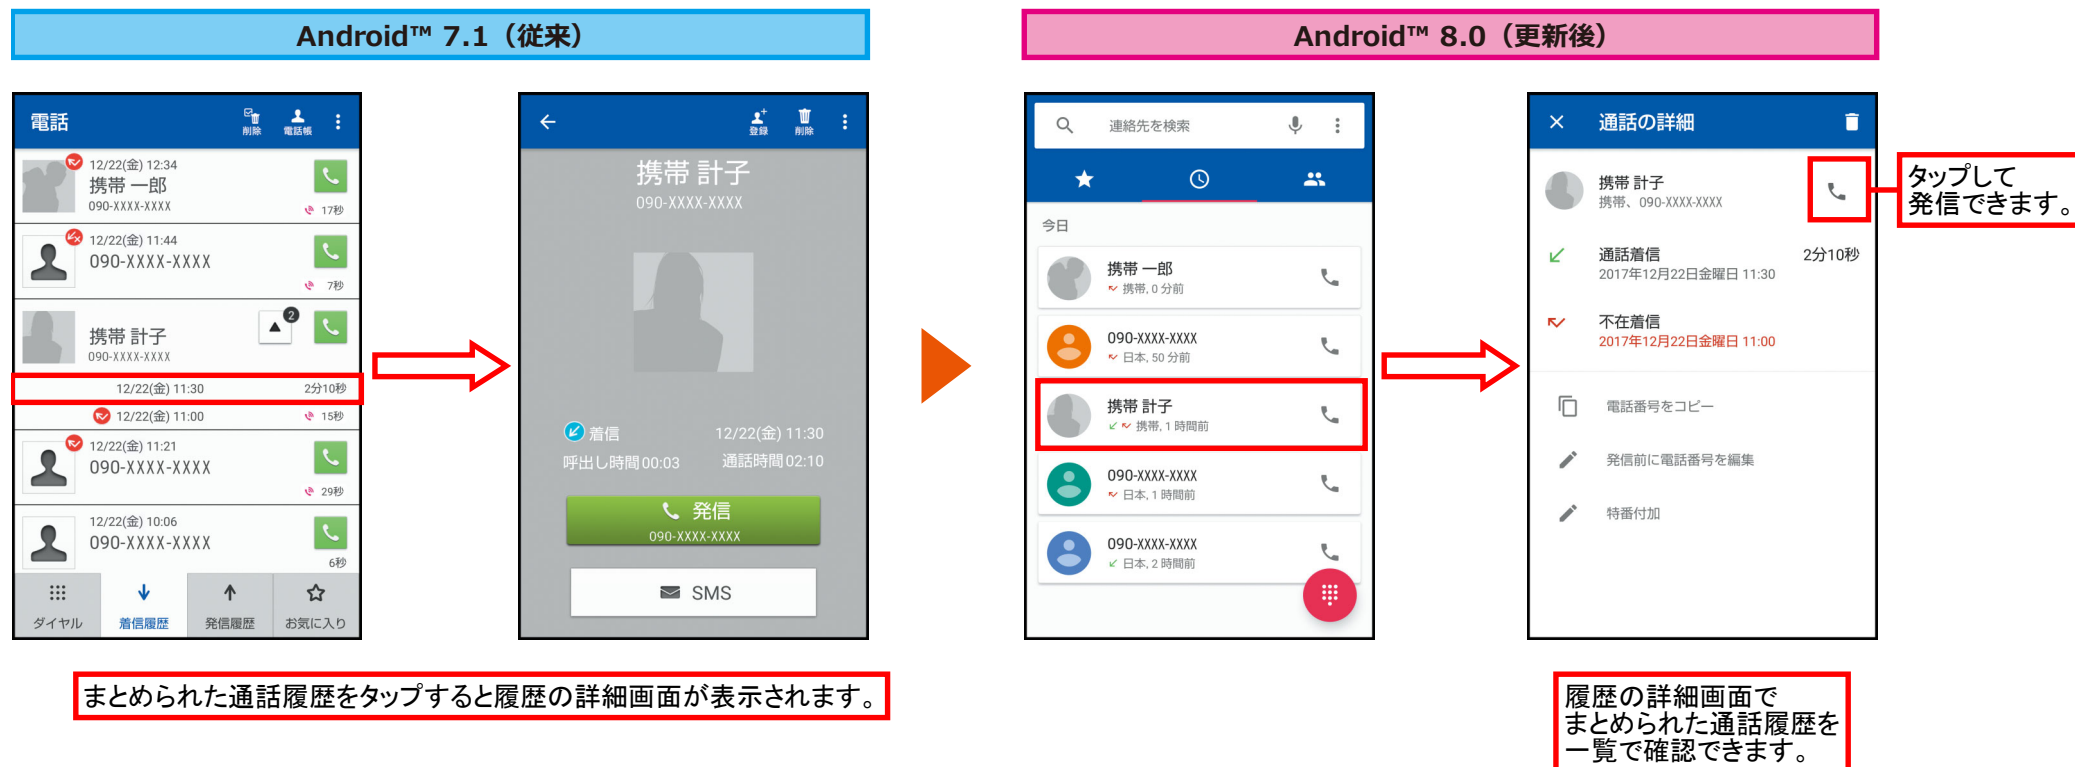 Android™ 7.1（従来）
電話
削除
電話帳
12/22(金) 12:34
携帯 一郎
090-XXXX-XXXX
17秒
12/22(金) 11:44
090-XXXX-XXXX
7秒
2
携帯 計子
090-XXXX-XXXX
12/22(金) 11:30 2分10秒
12/22(金) 11:00 15秒
12/22(金) 11:21
090-XXXX-XXXX
29秒
12/22(金) 10:06
090-XXXX-XXXX
6秒
ダイヤル 着信履歴 発信履歴 お気に入り
登録 削除
携帯 計子
090-XXXX-XXXX
着信 12/22(金) 11:30
呼出し時間 00:03 通話時間 02:10
発信
090-XXXX-XXXX
SMS
まとめられた通話履歴をタップすると履歴の詳細画面が表示されます。
Android™ 8.0（更新後）
連絡先を検索
今日
携帯 一郎
携帯, 0 分前
090-XXXX-XXXX
日本, 50 分前
携帯 計子
携帯, 1 時間前
090-XXXX-XXXX
日本, 1 時間前
090-XXXX-XXXX
日本, 2 時間前
通話の詳細
携帯 計子
携帯、090-XXXX-XXXX
通話着信 2分10秒
2017年12月22日金曜日 11:30
不在着信
2017年12月22日金曜日 11:00
電話番号をコピー
発信前に電話番号を編集
特番付加
タップして
発信できます。
履歴の詳細画面で
まとめられた通話履歴を
一覧で確認できます。